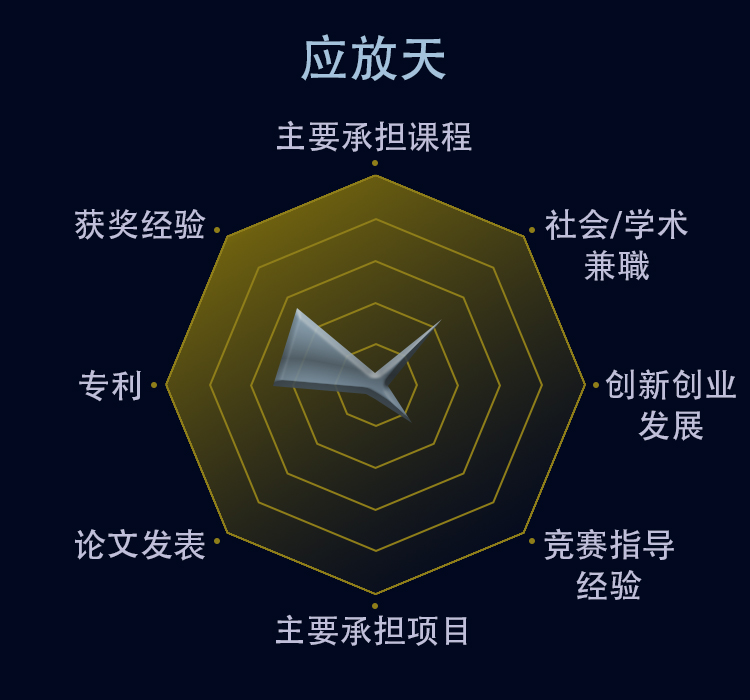 应放天
主要承担课程
获奖经验
社会/学术
兼職
专利
创新创业
发展
论文发表
竞赛指导
经验
主要承担项目